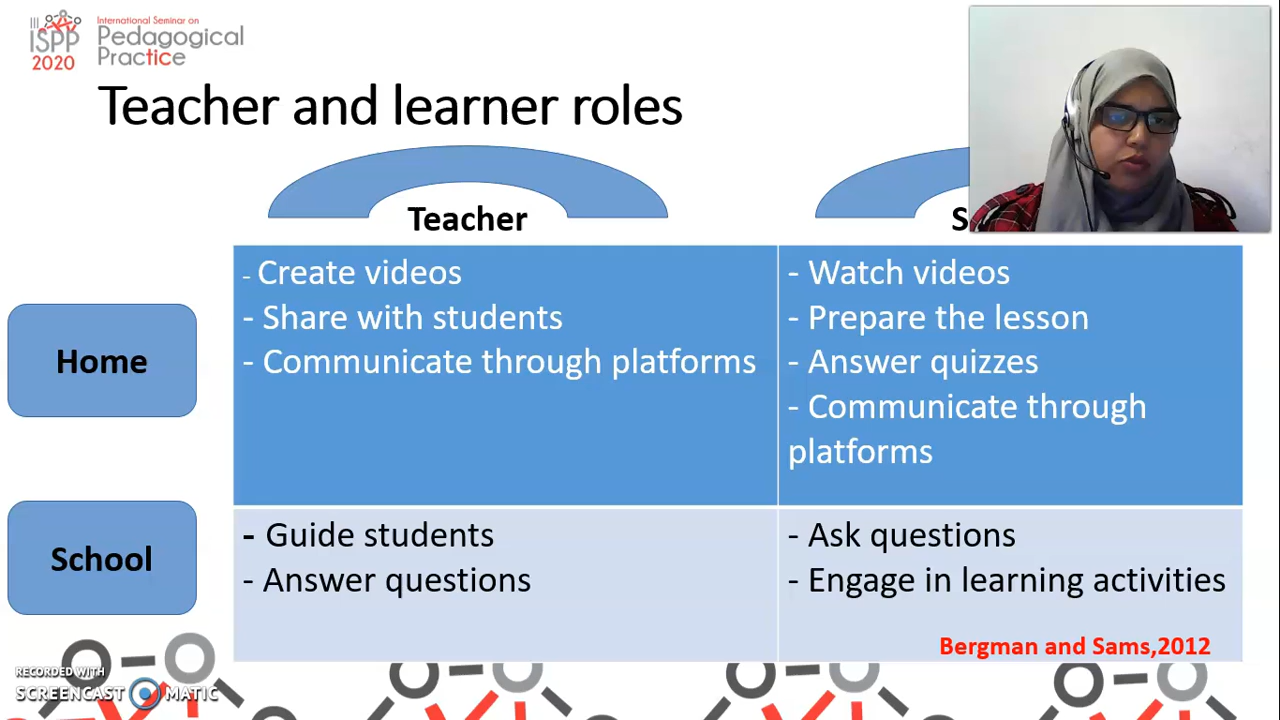 III
ISPP
2020
International Seminar on
Pedagogical
Practice
Teacher and learner roles
Teacher
S
- Create videos
- Share with students
- Communicate through platforms
- Watch videos
- Prepare the lesson
- Answer quizzes
- Communicate through
platforms
Home
- Guide students
- Answer questions
- Ask questions
- Engage in learning activities
School
Bergman and Sams,2012
RECORDED WITH
SCREENCAST MATIC